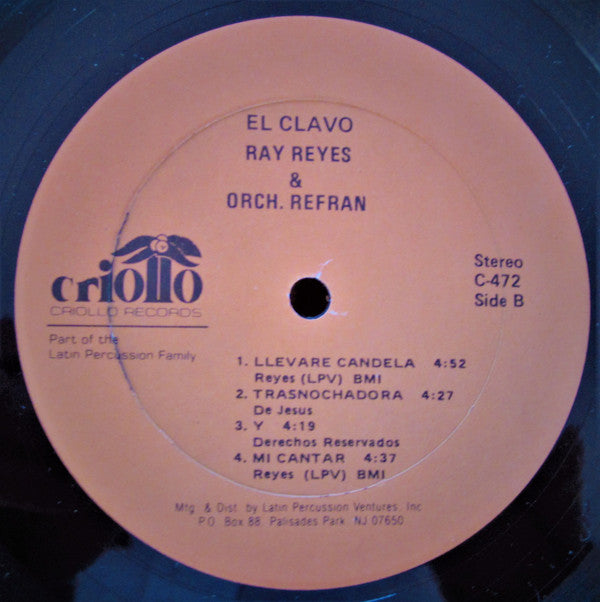 EL CLAVO
RAY REYES
&
ORCH. REFRAN
criollo
CRIOLLO RECORDS
Part of the
Latin Percussion Family
Stereo
C-472
Side B
1. LLEVARE CANDELA 4:52
Reyes (LPV) BMI
2. TRASNOCHADORA 4:27
De Jesus
3. Y 4:19
Derechos Reservados
4. MI CANTAR 4:37
Reyes (LPV) BMI
Mfg. & Dist. by Latin Percussion Ventures, Inc
P.O. Box 88, Palisades Park, NJ 07650